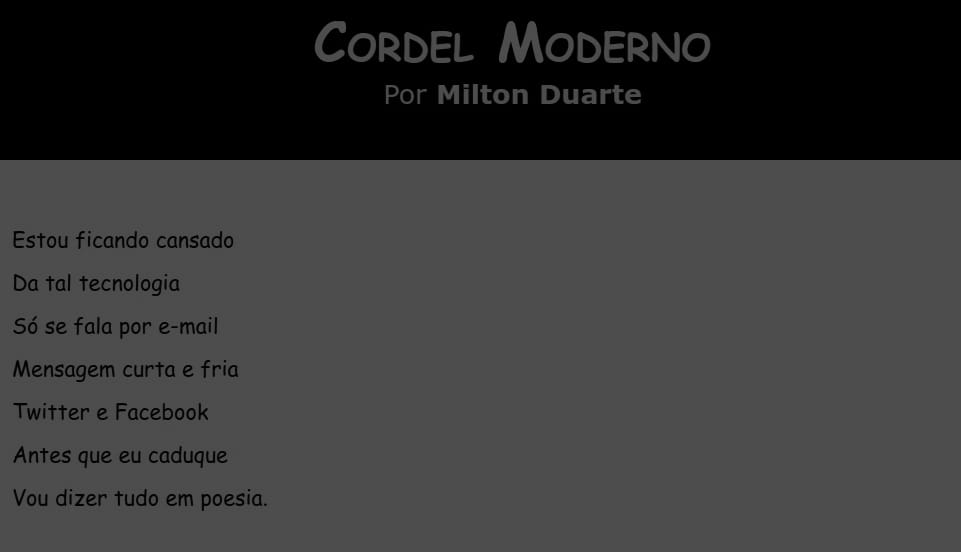 Cordel Moderno
Por Milton Duarte
Estou ficando cansado
Da tal tecnologia
Só se fala por e-mail
Mensagem curta e fria
Twitter e Facebook
Antes que eu caduque
Vou dizer tudo em poesia.